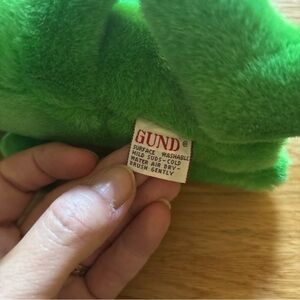 GUND®
SURFACE WASHABLE
MILD SUDS-COLD
WATER AIR DRY-
BRUSH GENTLY